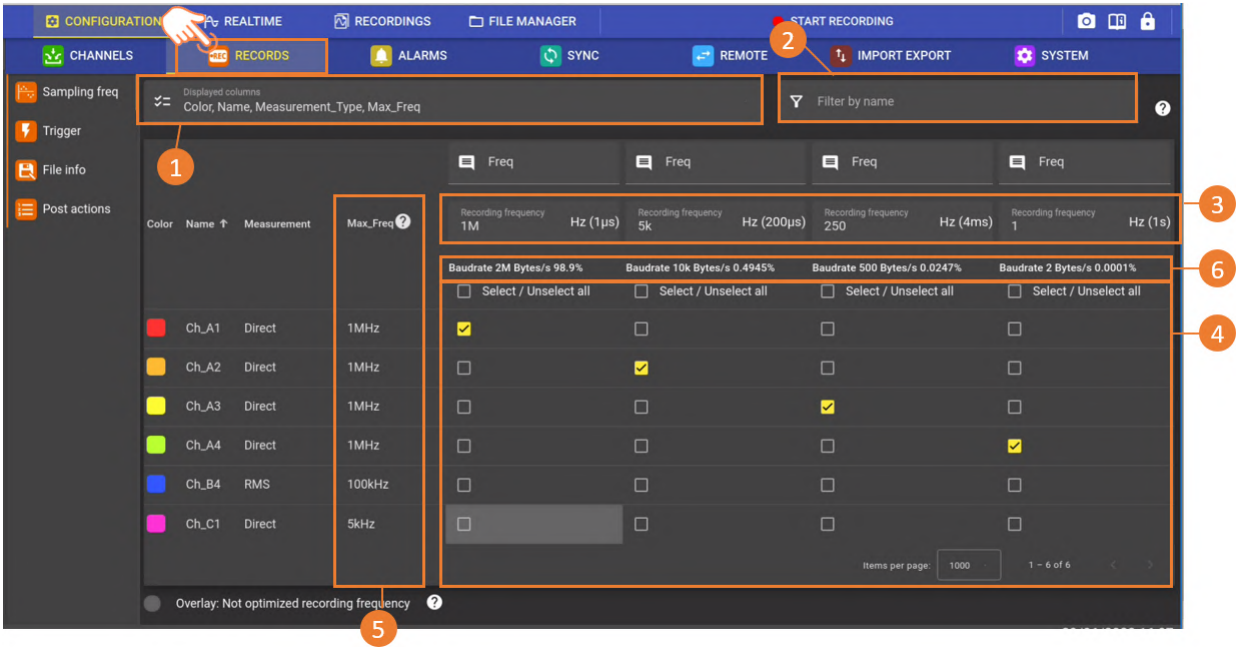 CONFIGURATION REALTIME RECORDINGS FILE MANAGER START RECORDING
2
CHANNELS REC RECORDS ALARMS SYNC REMOTE IMPORT EXPORT SYSTEM
Sampling freq
Displayed columns
Color, Name, Measurement_Type, Max_Freq
Filter by name
?
Trigger
1
File info
Freq Freq Freq Freq
Post actions
3
Color Name ↑ Measurement Max_Freq ?
Recording frequency Recording frequency Recording frequency Recording frequency
1M Hz (1µs) 5k Hz (200µs) 250 Hz (4ms) 1 Hz (1s)
Baudrate 2M Bytes/s 98.9% Baudrate 10k Bytes/s 0.4945% Baudrate 500 Bytes/s 0.0247% Baudrate 2 Bytes/s 0.0001%
6
Select / Unselect all Select / Unselect all Select / Unselect all Select / Unselect all
Ch_A1 Direct 1MHz
4
Ch_A2 Direct 1MHz
Ch_A3 Direct 1MHz
Ch_A4 Direct 1MHz
Ch_B4 RMS 100kHz
Ch_C1 Direct 5kHz
Items per page: 1000 1 – 6 of 6
Overlay: Not optimized recording frequency ?
5